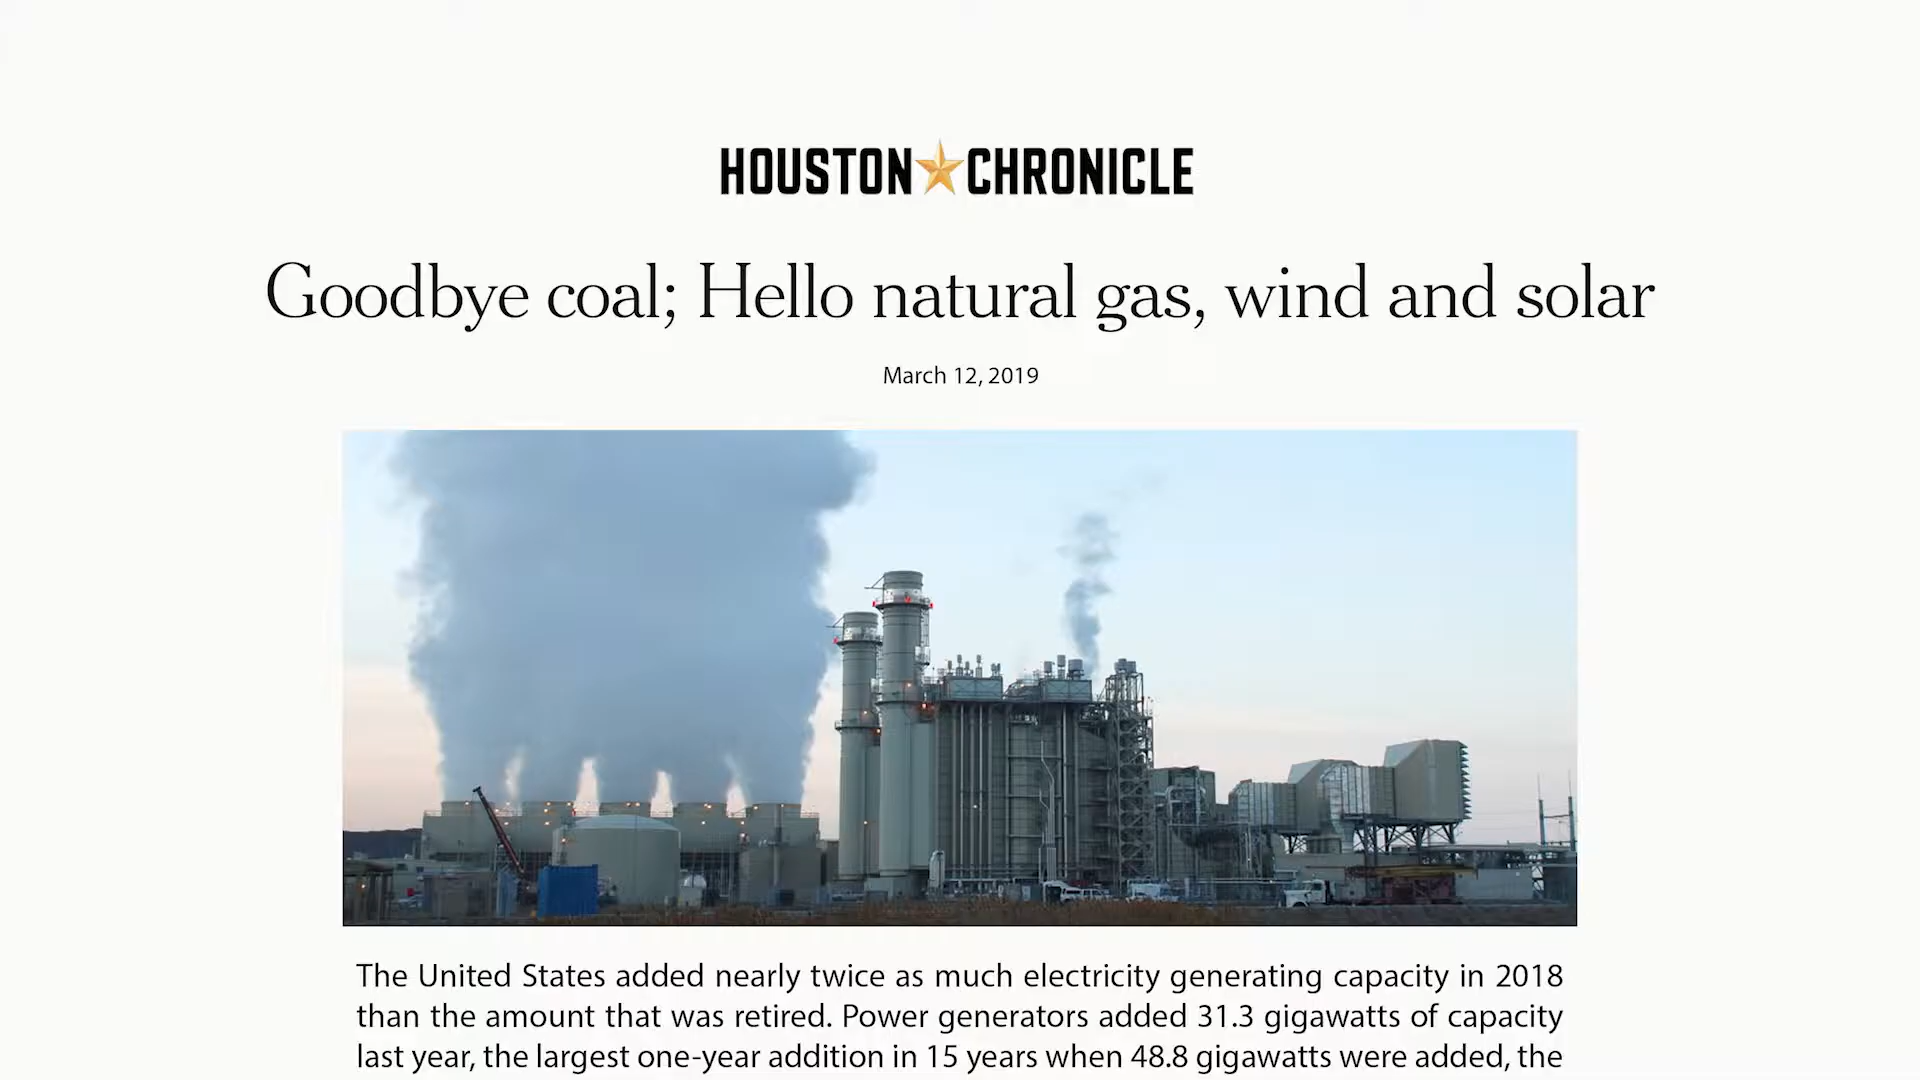 HOUSTON CHRONICLE
Goodbye coal; Hello natural gas, wind and solar
March 12, 2019
The United States added nearly twice as much electricity generating capacity in 2018
than the amount that was retired. Power generators added 31.3 gigawatts of capacity
last year, the largest one-year addition in 15 years when 48.8 gigawatts were added, the